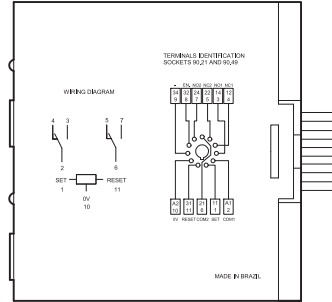 TERMINALS IDENTIFICATION
SOCKETS 90,21 AND 90,49
- EN, NO2 NC2 NO1 NC1
34 32 24 22 14 12
9 8 7 5 3 4
WIRING DIAGRAM
4 3 5 7
2 6
SET RESET
1 11
0V
10
A2 31 21 11 A1
10 11 6 1 2
0V RESET COM2 SET COM1
MADE IN BRAZIL